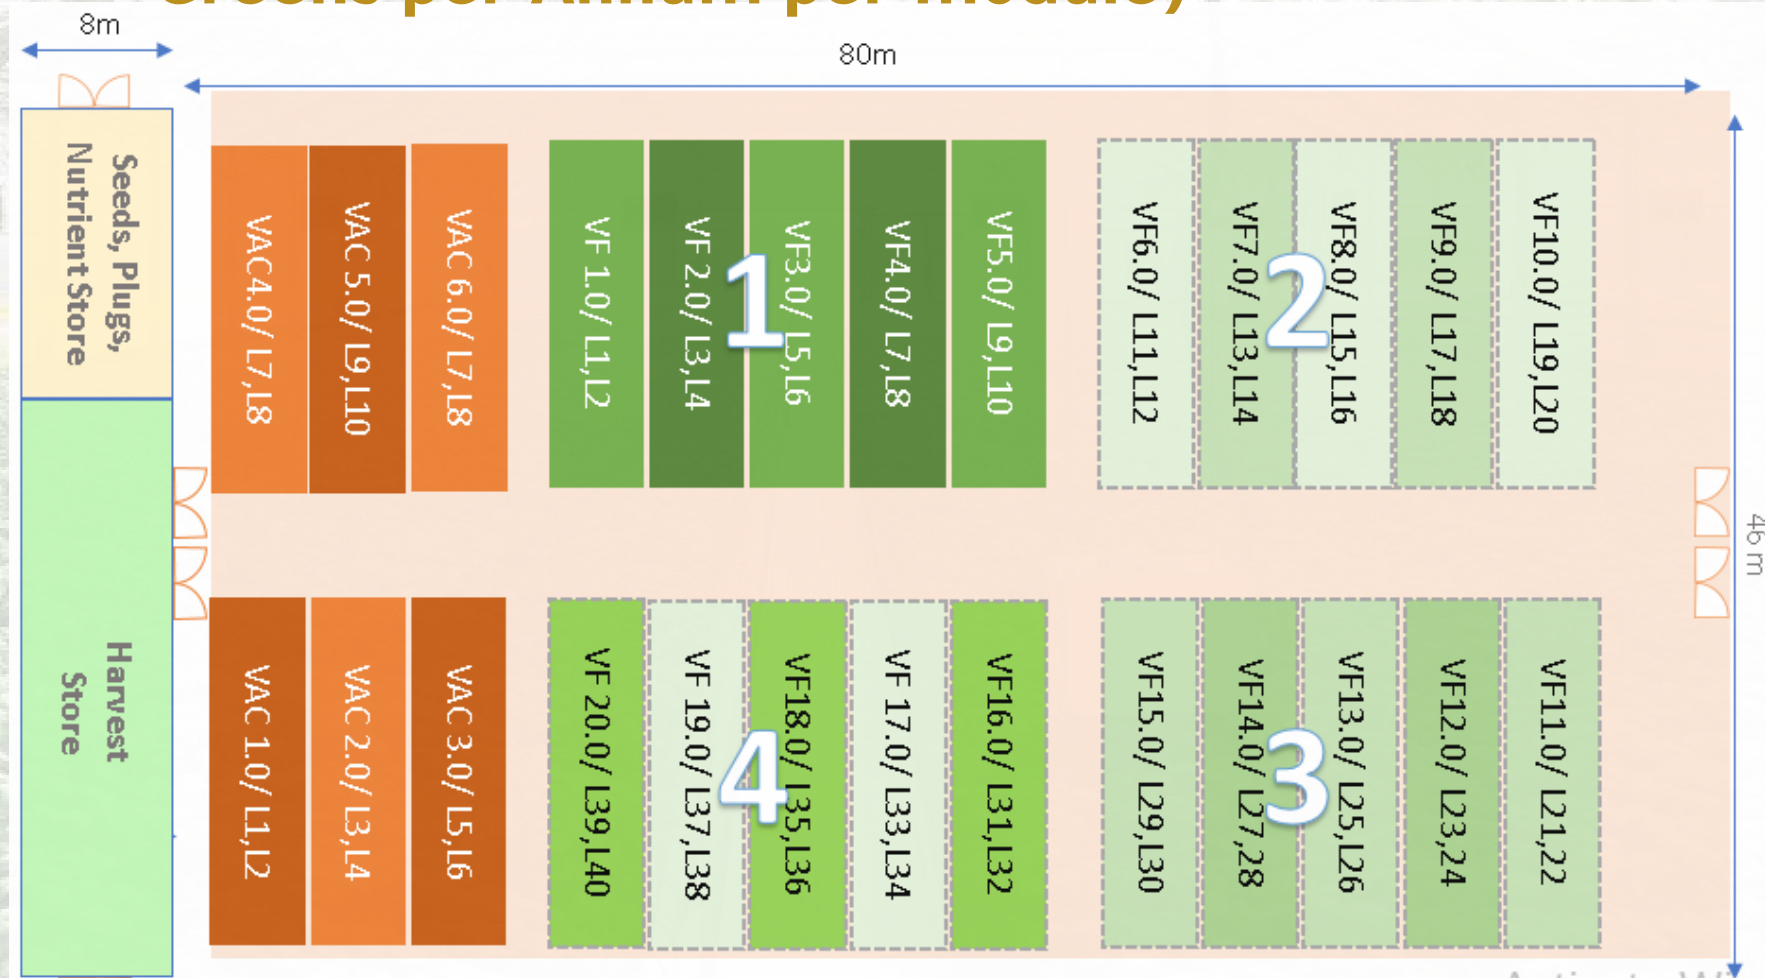 Greens per Annum per module)
8m
80m
Seeds, Plugs,
Nutrient Store
Harvest
Store
VAC4.0/ L7,L8
VAC 5.0/ L9,L10
VAC 6.0/ L7,L8
VF 1.0/ L1,L2
VF 2.0/ L3,L4
VF3.0/ L5,L6
VF4.0/ L7,L8
VF5.0/ L9,L10
1
VF6.0/ L11,L12
VF7.0/ L13,L14
VF8.0/ L15,L16
VF9.0/ L17,L18
VF10.0/ L19,L20
2
46 m
VAC 1.0/ L1,L2
VAC 2.0/ L3,L4
VAC 3.0/ L5,L6
VF 20.0/ L39,L40
VF 19.0/ L37,L38
VF18.0/ L35,L36
VF 17.0/ L33,L34
VF16.0/ L31,L32
4
VF15.0/ L29,L30
VF14.0/ L27,28
VF13.0/ L25,L26
VF12.0/ L23,24
VF11.0/ L21,22
3